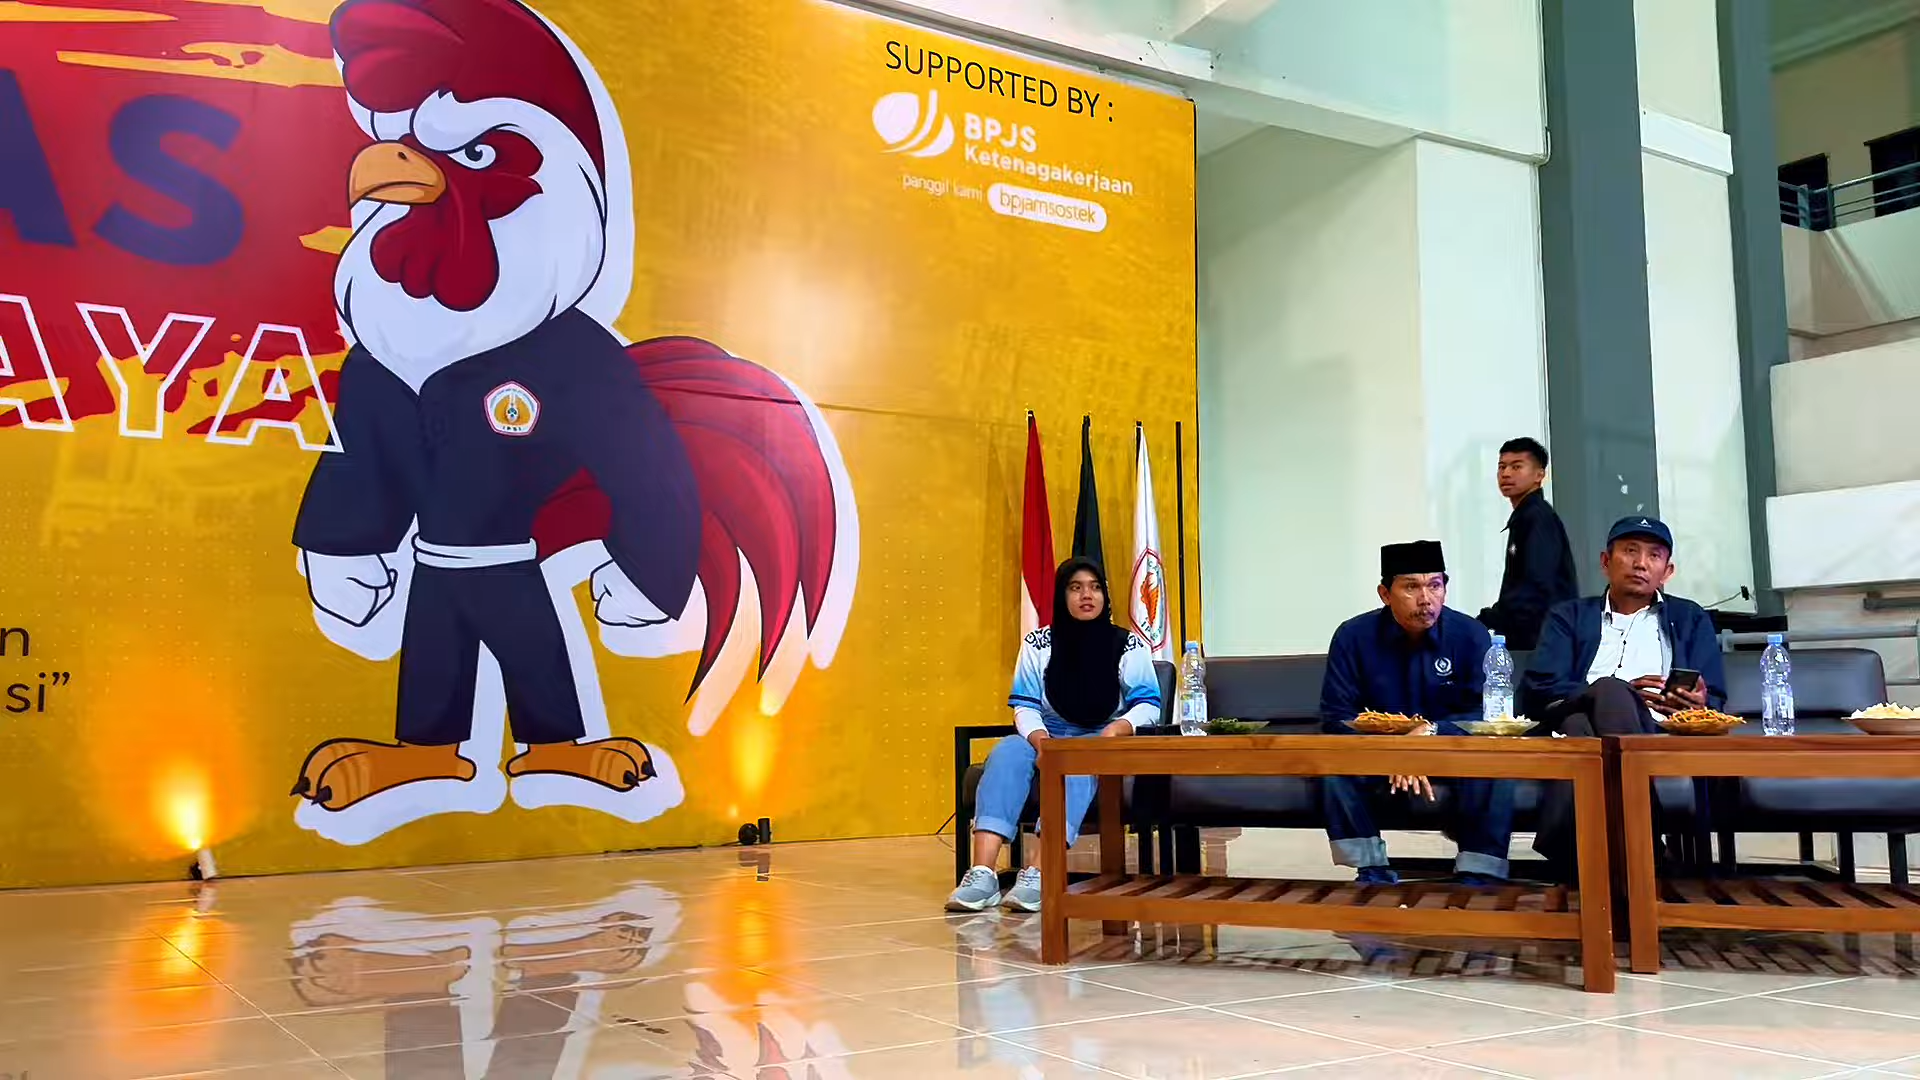 AS
AYA
n
si”
IPSI
SUPPORTED BY :
BPJS
Ketenagakerjaan
panggil kami bpjamsostek